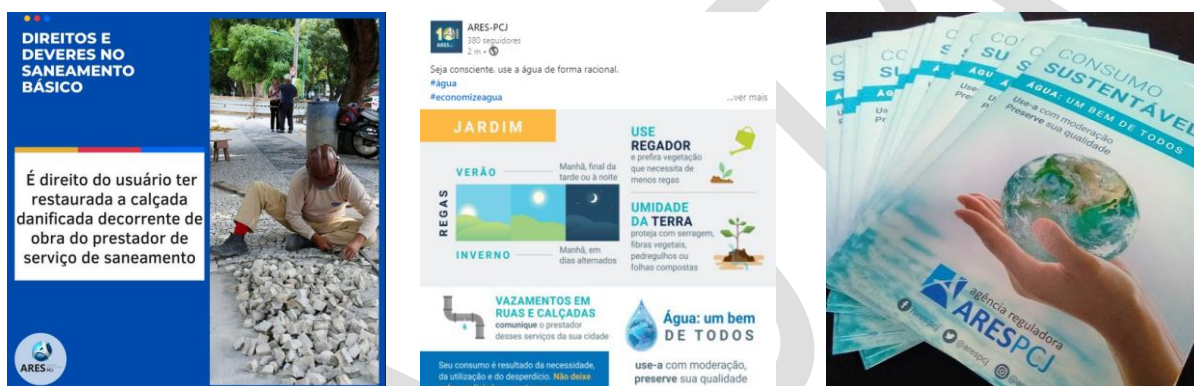 DIREITOS E
DEVERES NO
SANEAMENTO
BÁSICO
É direito do usuário ter
restaurada a calçada
danificada decorrente de
obra do prestador de
serviço de saneamento
ARES PCJ
10
ARES
ARES-PCJ
380 seguidores
2 m •
Seja consciente, use a água de forma racional.
#água
#economizeagua
...ver mais
JARDIM
REGAS
VERÃO
Manhã, final da
tarde ou à noite
INVERNO
Manhã, em
dias alternados
USE
REGADOR
e prefira vegetação
que necessita de
menos regas
UMIDADE
DA TERRA
proteja com serragem,
fibras vegetais,
pedregulhos ou
folhas compostas
VAZAMENTOS EM
RUAS E CALÇADAS
comunique o prestador
desses serviços da sua cidade
Água: um bem
DE TODOS
Seu consumo é resultado da necessidade,
da utilização e do desperdício. Não deixe
use-a com moderação,
preserve sua qualidade
CONSUMO
SUSTENTÁVEL
ÁGUA: UM BEM DE TODOS
Use-a com moderação
Preserve sua qualidade
agência reguladora
ARESPCJ
@arespcj